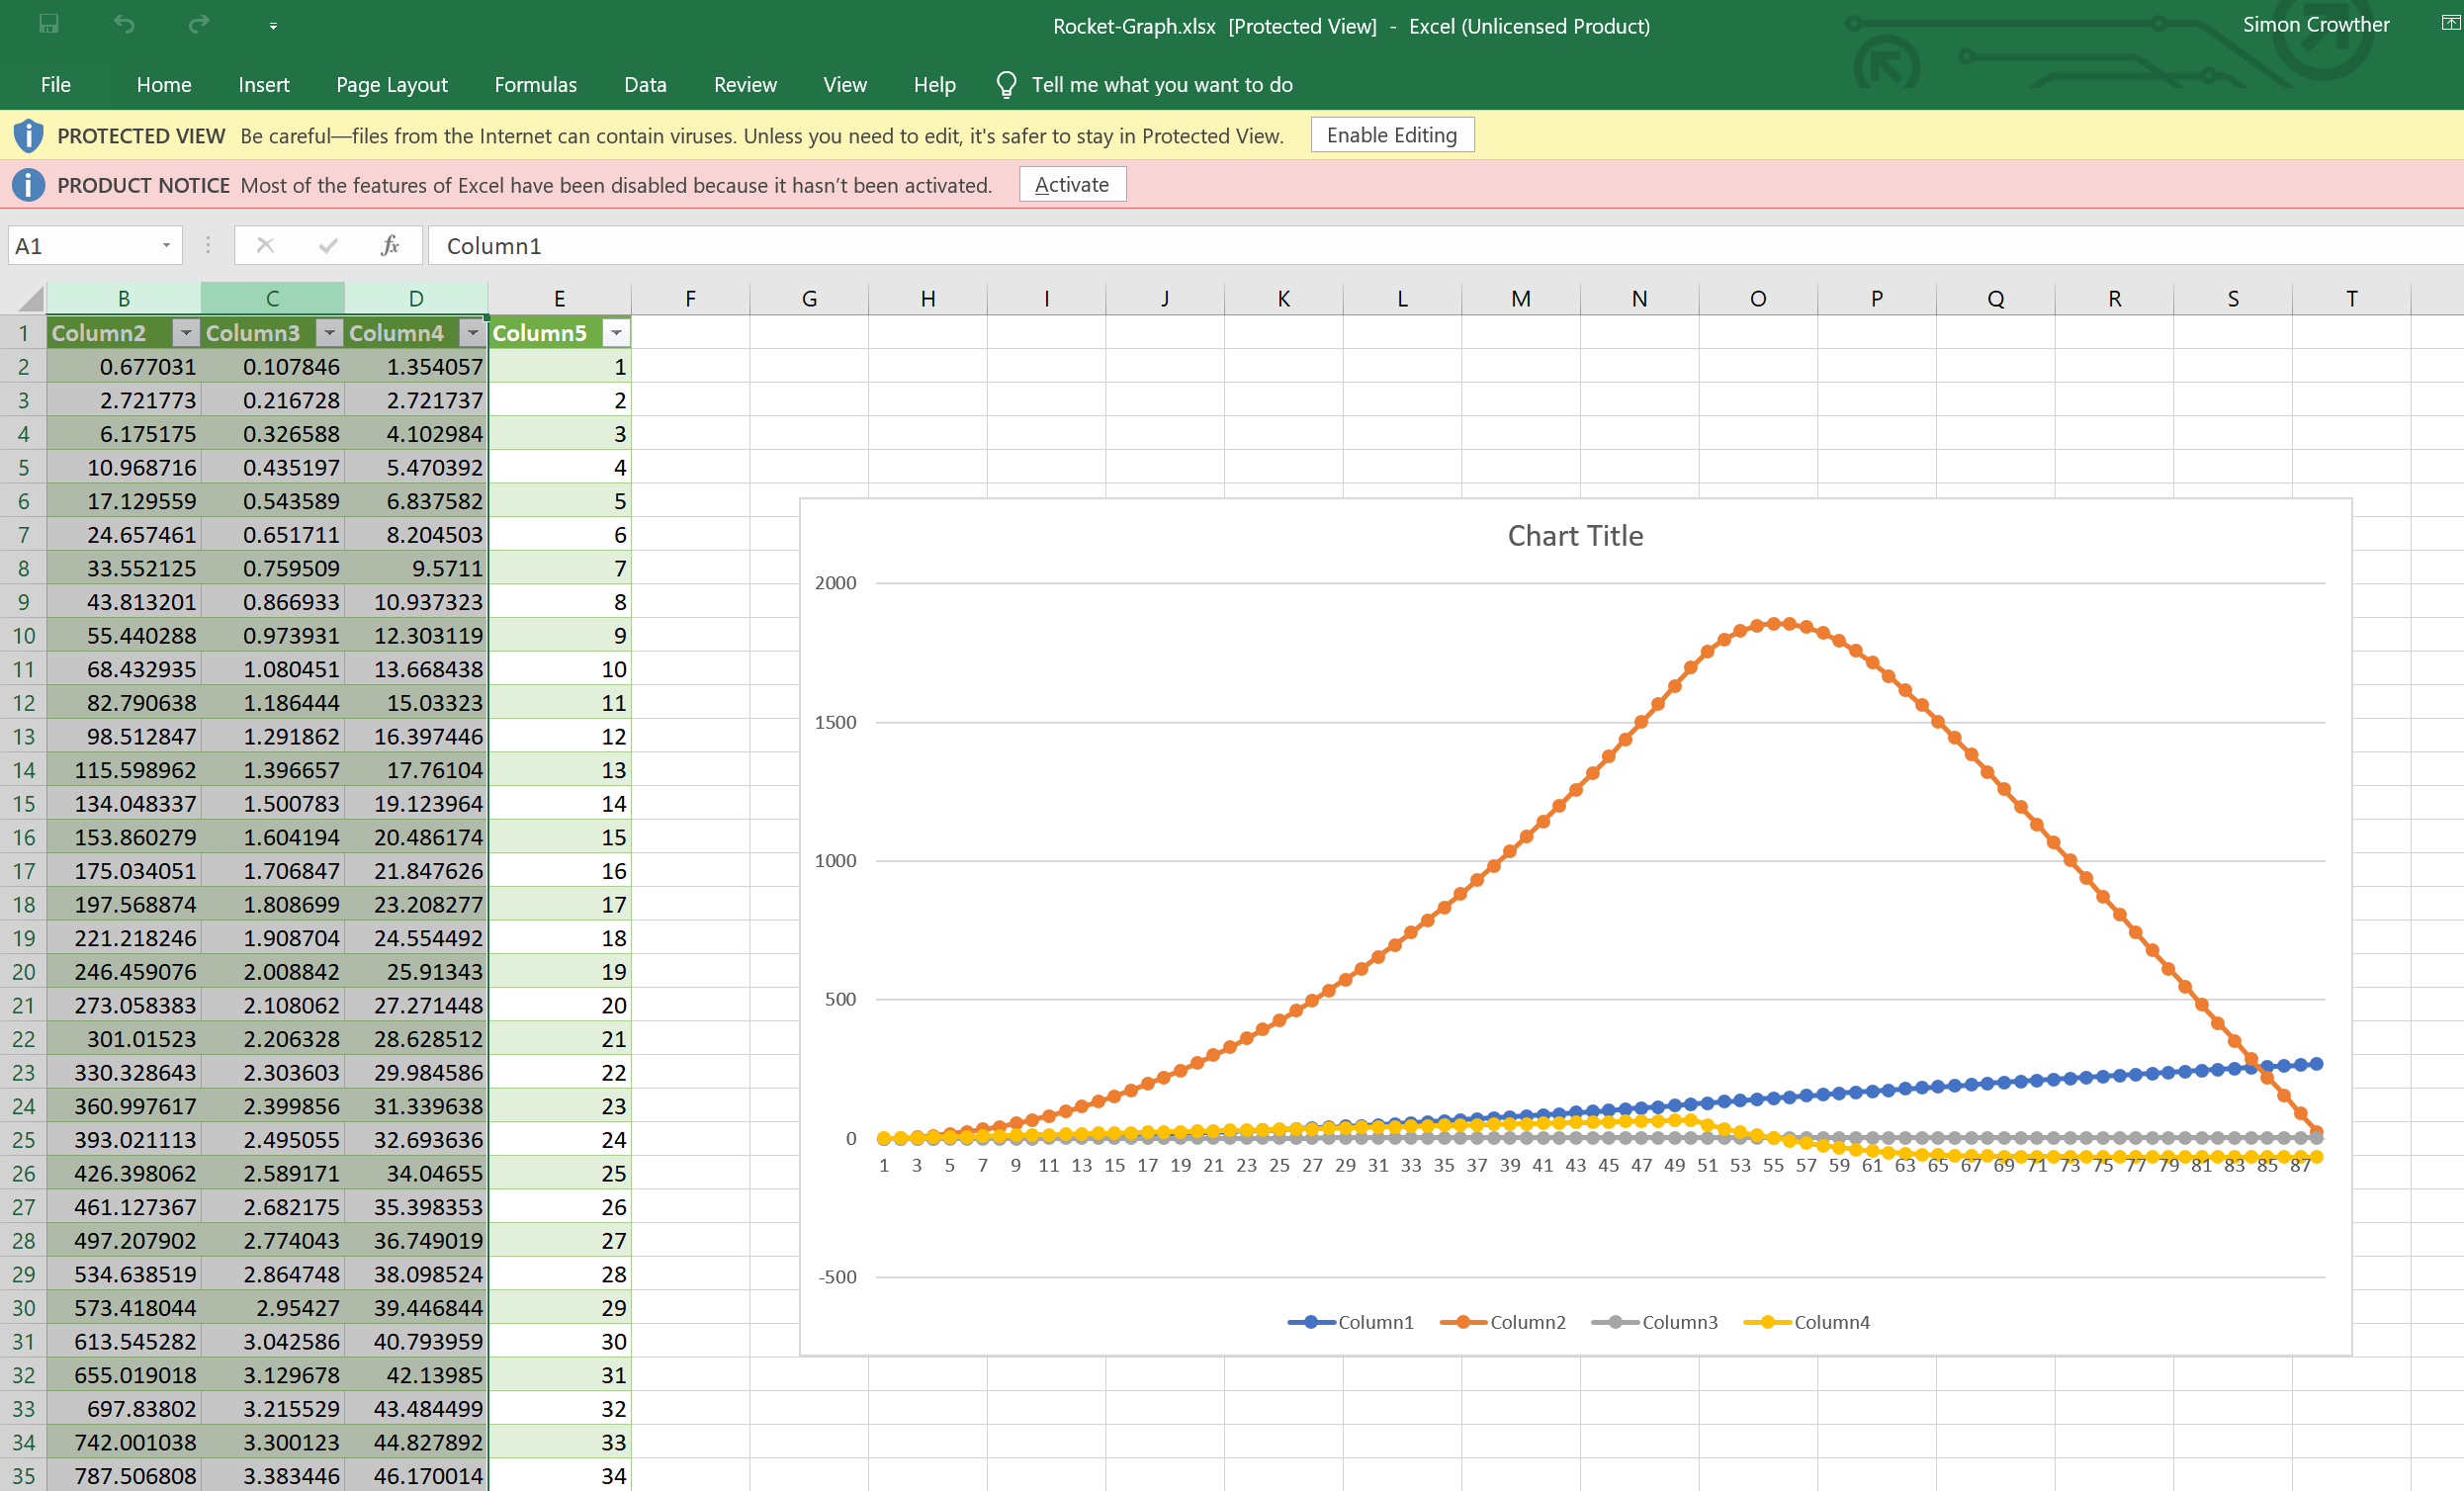 Rocket-Graph.xlsx [Protected View] - Excel (Unlicensed Product)
Simon Crowther
File Home Insert Page Layout Formulas Data Review View Help Tell me what you want to do
PROTECTED VIEW Be careful—files from the Internet can contain viruses. Unless you need to edit, it's safer to stay in Protected View. Enable Editing
PRODUCT NOTICE Most of the features of Excel have been disabled because it hasn't been activated. Activate
A1 fx Column1
B C D E F G H I J K L M N O P Q R S T
1 Column2 Column3 Column4 Column5
2 0.677031 0.107846 1.354057 1
3 2.721773 0.216728 2.721737 2
4 6.175175 0.326588 4.102984 3
5 10.968716 0.435197 5.470392 4
6 17.129559 0.543589 6.837582 5
7 24.657461 0.651711 8.204503 6
8 33.552125 0.759509 9.5711 7
9 43.813201 0.866933 10.937323 8
10 55.440288 0.973931 12.303119 9
11 68.432935 1.080451 13.668438 10
12 82.790638 1.186444 15.03323 11
13 98.512847 1.291862 16.397446 12
14 115.598962 1.396657 17.76104 13
15 134.048337 1.500783 19.123964 14
16 153.860279 1.604194 20.486174 15
17 175.034051 1.706847 21.847626 16
18 197.568874 1.808699 23.208277 17
19 221.218246 1.908704 24.554492 18
20 246.459076 2.008842 25.91343 19
21 273.058383 2.108062 27.271448 20
22 301.01523 2.206328 28.628512 21
23 330.328643 2.303603 29.984586 22
24 360.997617 2.399856 31.339638 23
25 393.021113 2.495055 32.693636 24
26 426.398062 2.589171 34.04655 25
27 461.127367 2.682175 35.398353 26
28 497.207902 2.774043 36.749019 27
29 534.638519 2.864748 38.098524 28
30 573.418044 2.95427 39.446844 29
31 613.545282 3.042586 40.793959 30
32 655.019018 3.129678 42.13985 31
33 697.83802 3.215529 43.484499 32
34 742.001038 3.300123 44.827892 33
35 787.506808 3.383446 46.170014 34
Chart Title
2000
1500
1000
500
0
1 3 5 7 9 11 13 15 17 19 21 23 25 27 29 31 33 35 37 39 41 43 45 47 49 51 53 55 57 59 61 63 65 67 69 71 73 75 77 79 81 83 85 87
-500
Column1 Column2 Column3 Column4